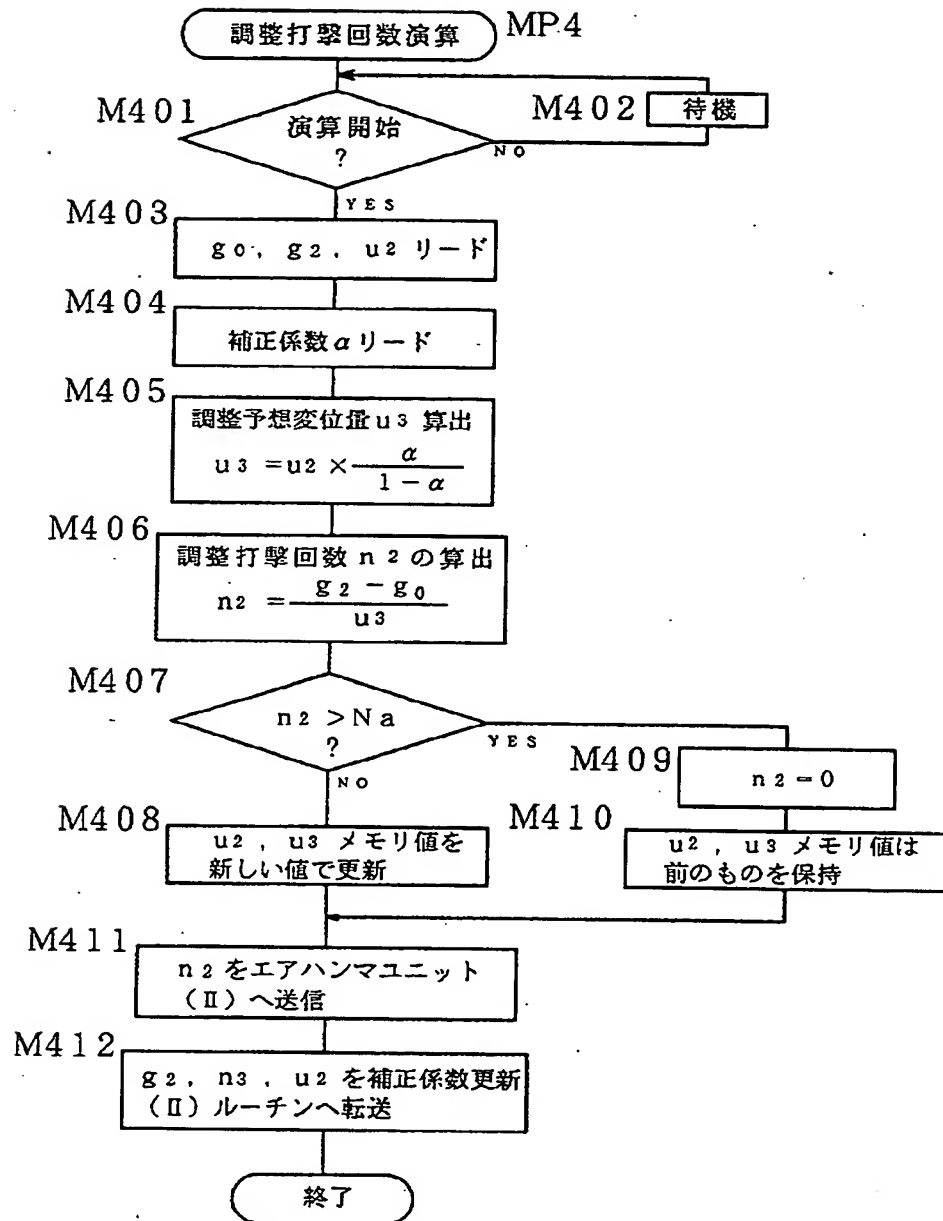 調整打撃回数演算
MP4
M401
演算開始
?
NO
M402
待機
YES
M403
g0, g2, u2 リード
M404
補正係数αリード
M405
調整予想変位量u3 算出
u3 =u2 × α / 1-α
M406
調整打撃回数n2の算出
n2 = g2 - g0 / u3
M407
n2 >Na
?
YES
NO
M409
n2 = 0
M408
u2, u3 メモリ値を
新しい値で更新
M410
u2, u3 メモリ値は
前のものを保持
M411
n2をエアハンマユニット
(Ⅱ)へ送信
M412
g2, n3, u2を補正係数更新
(Ⅱ)ルーチンへ転送
終了